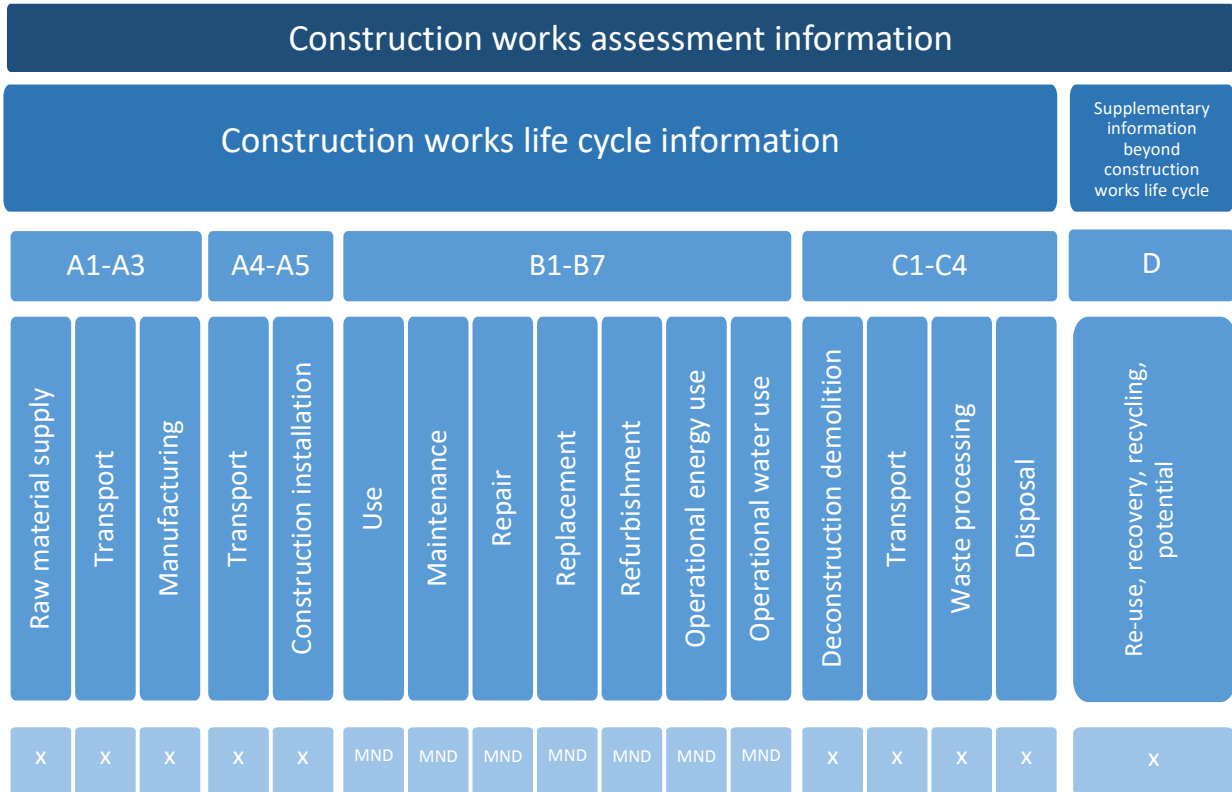 Construction works assessment information
Construction works life cycle information
Supplementary
information
beyond
construction
works life cycle
A1-A3
A4-A5
B1-B7
C1-C4
D
Raw material supply
Transport
Manufacturing
Transport
Construction installation
Use
Maintenance
Repair
Replacement
Refurbishment
Operational energy use
Operational water use
Deconstruction demolition
Transport
Waste processing
Disposal
Re-use, recovery, recycling,
potential
x
x
x
x
x
MND
MND
MND
MND
MND
MND
MND
x
x
x
x
x